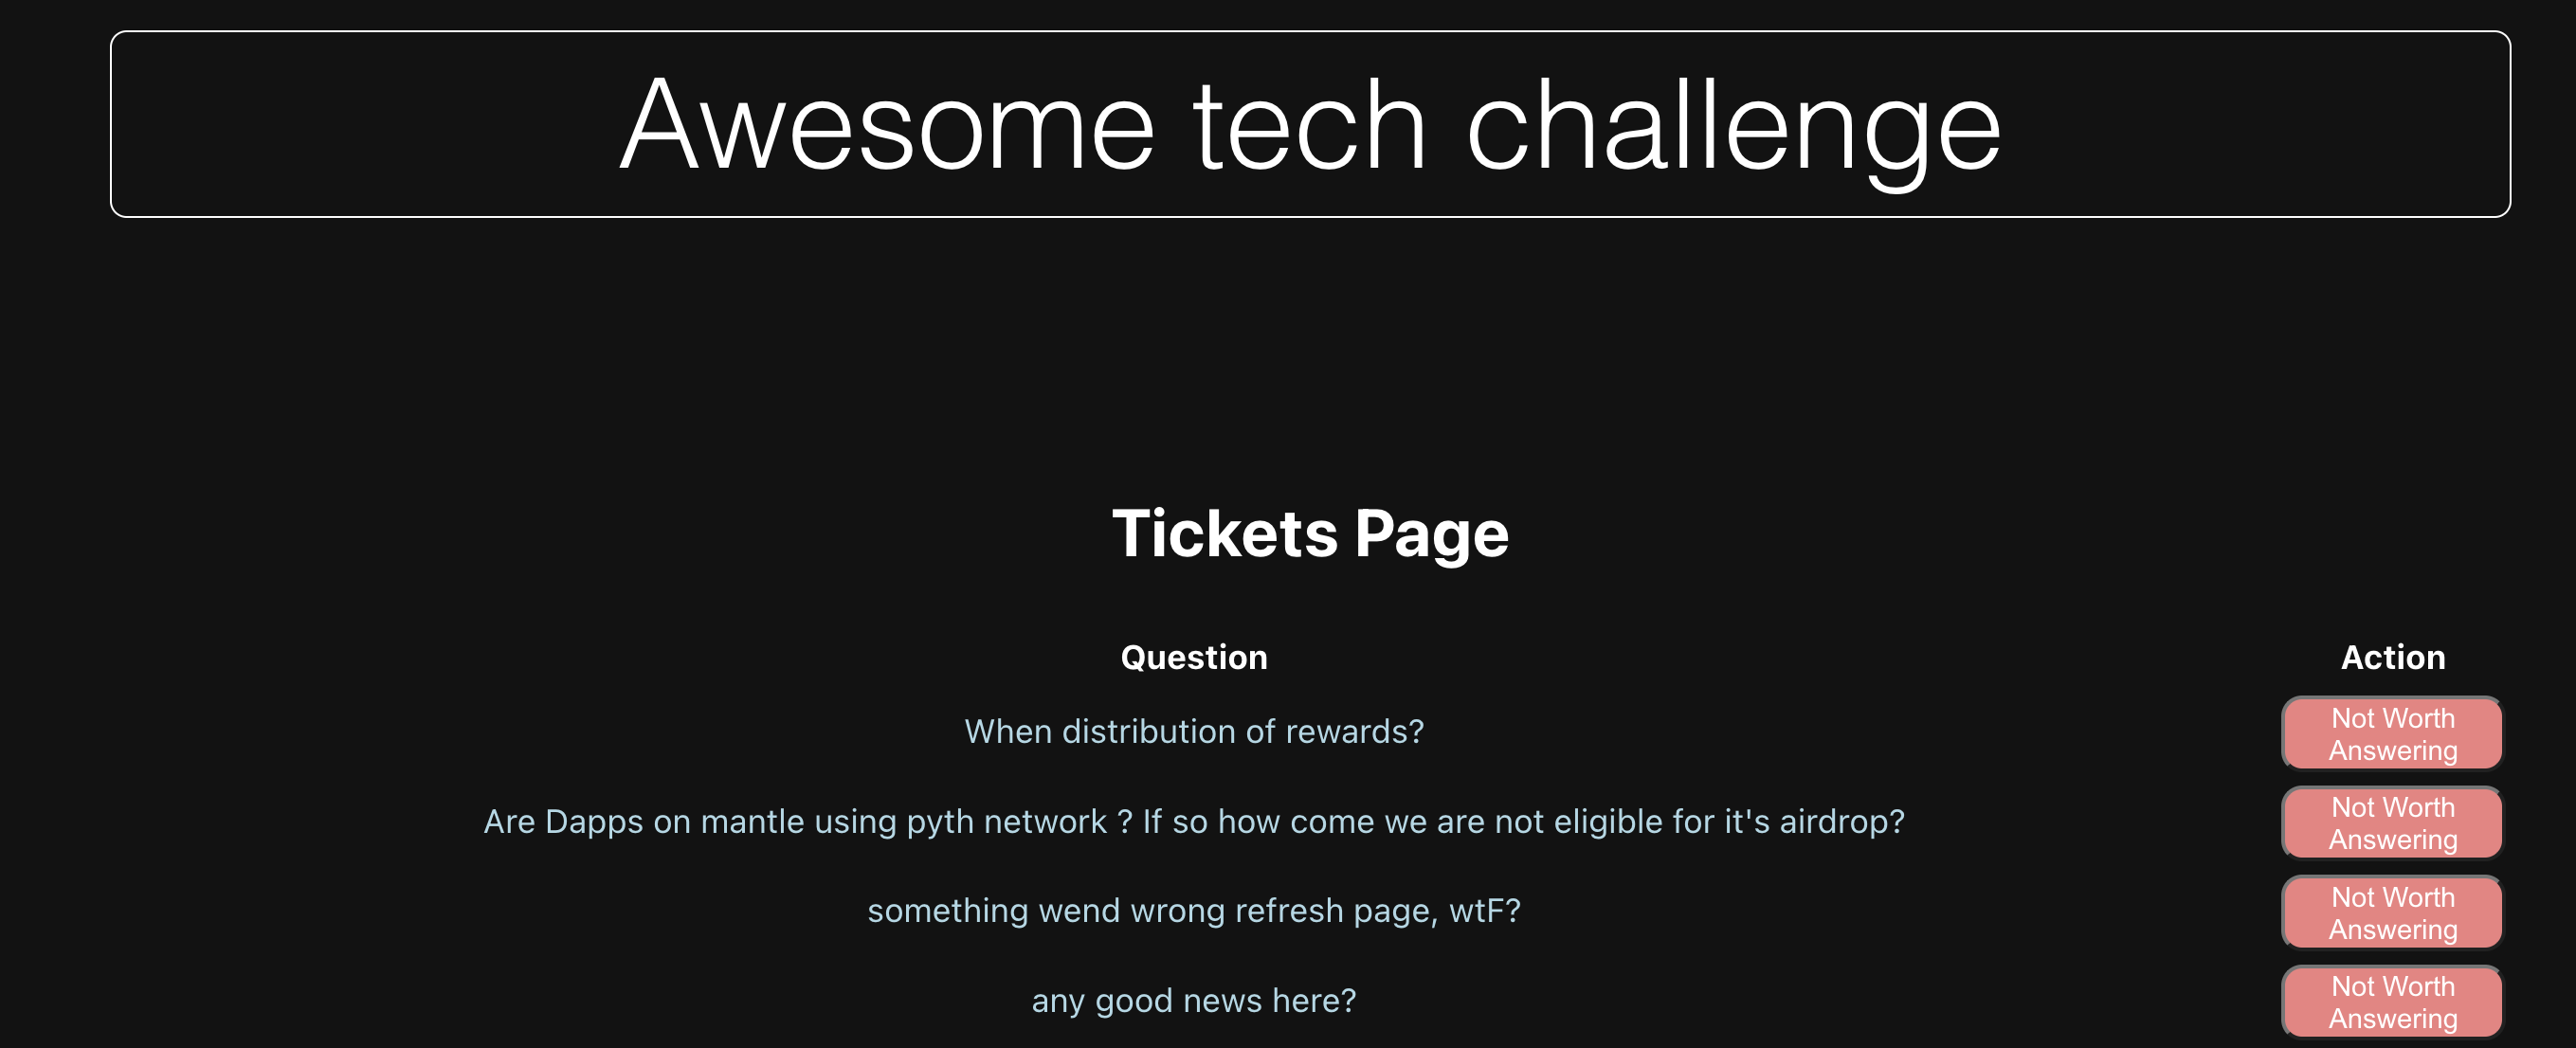 Awesome tech challenge
Tickets Page
Question
Action
When distribution of rewards?
Not Worth
Answering
Are Dapps on mantle using pyth network ? If so how come we are not eligible for it's airdrop?
Not Worth
Answering
something wend wrong refresh page, wtF?
Not Worth
Answering
any good news here?
Not Worth
Answering